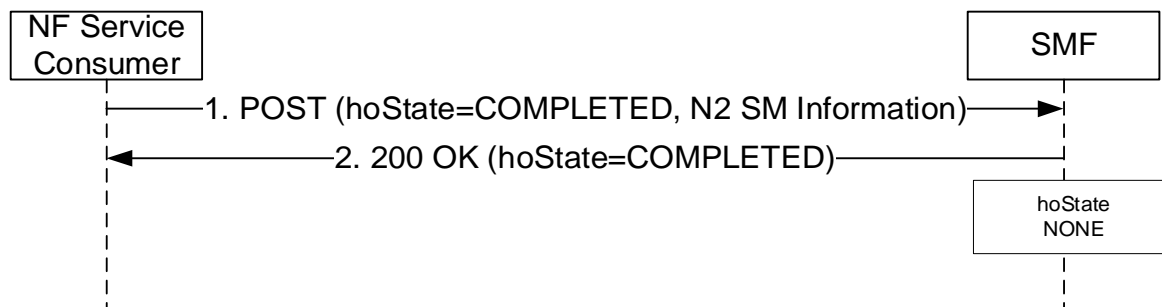 NF Service
Consumer
SMF
1. POST (hoState=COMPLETED, N2 SM Information)
2. 200 OK (hoState=COMPLETED)
hoState
NONE